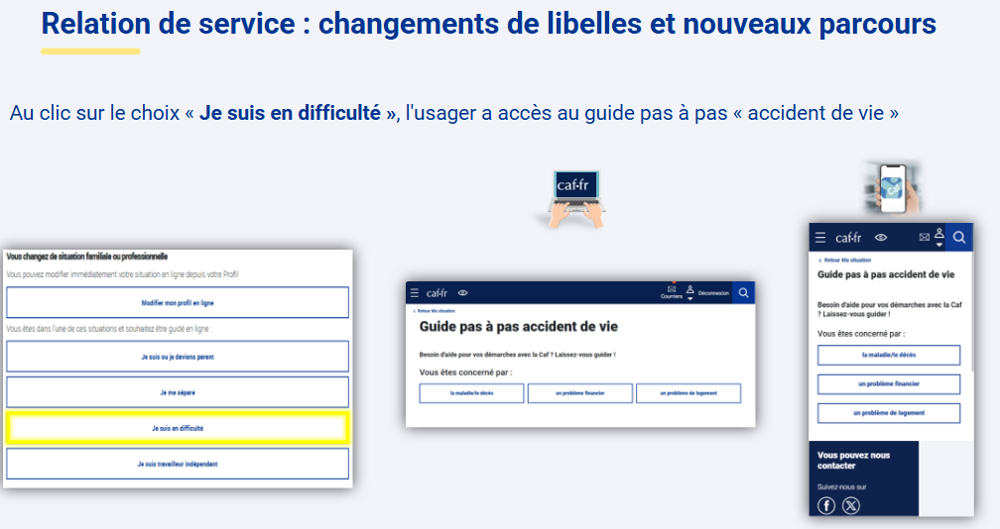 Relation de service : changements de libelles et nouveaux parcours
Au clic sur le choix « Je suis en difficulté », l'usager a accès au guide pas à pas « accident de vie »
caf.fr
Caf
Vous changez de situation familiale ou professionnelle
Vous pouvez modifier immédiatement votre situation en ligne depuis votre Profil
Modifier mon profil en ligne
Vous êtes dans l'une de ces situations et souhaitez être guidé en ligne :
Je suis ou je deviens parent
Je me sépare
Je suis en difficulté
Je suis travailleur indépendant
caf.fr
Courriers
Déconnexion
< Retour Ma situation
Guide pas à pas accident de vie
Besoin d'aide pour vos démarches avec la Caf ? Laissez-vous guider !
Vous êtes concerné par :
la maladie/le décès
un problème financier
un problème de logement
caf.fr
< Retour Ma situation
Guide pas à pas accident de vie
Besoin d'aide pour vos démarches avec la Caf
? Laissez-vous guider !
Vous êtes concerné par :
la maladie/le décès
un problème financier
un problème de logement
Vous pouvez nous
contacter
Suivez-nous sur